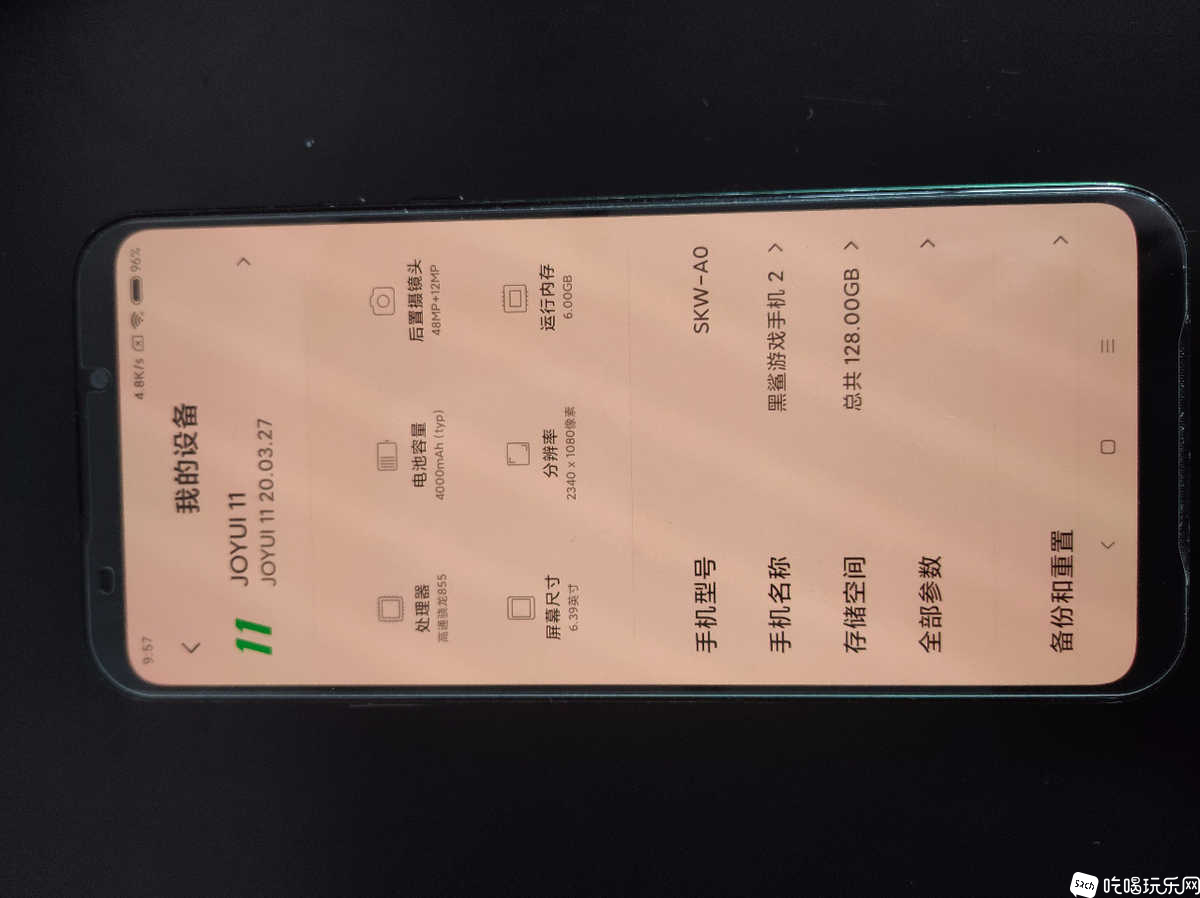 9:57 4.8K/s 96%
我的设备
11
JOYUI 11
JOYUI 11 20.03.27
处理器
高通骁龙855
电池容量
4000mAh (typ)
后置摄镜头
48MP+12MP
屏幕尺寸
6.39英寸
分辨率
2340 x 1080像素
运行内存
6.00GB
手机型号 SKW-A0
手机名称 黑鲨游戏手机 2
存储空间 总共 128.00GB
全部参数
备份和重置
sach 吃喝玩乐网